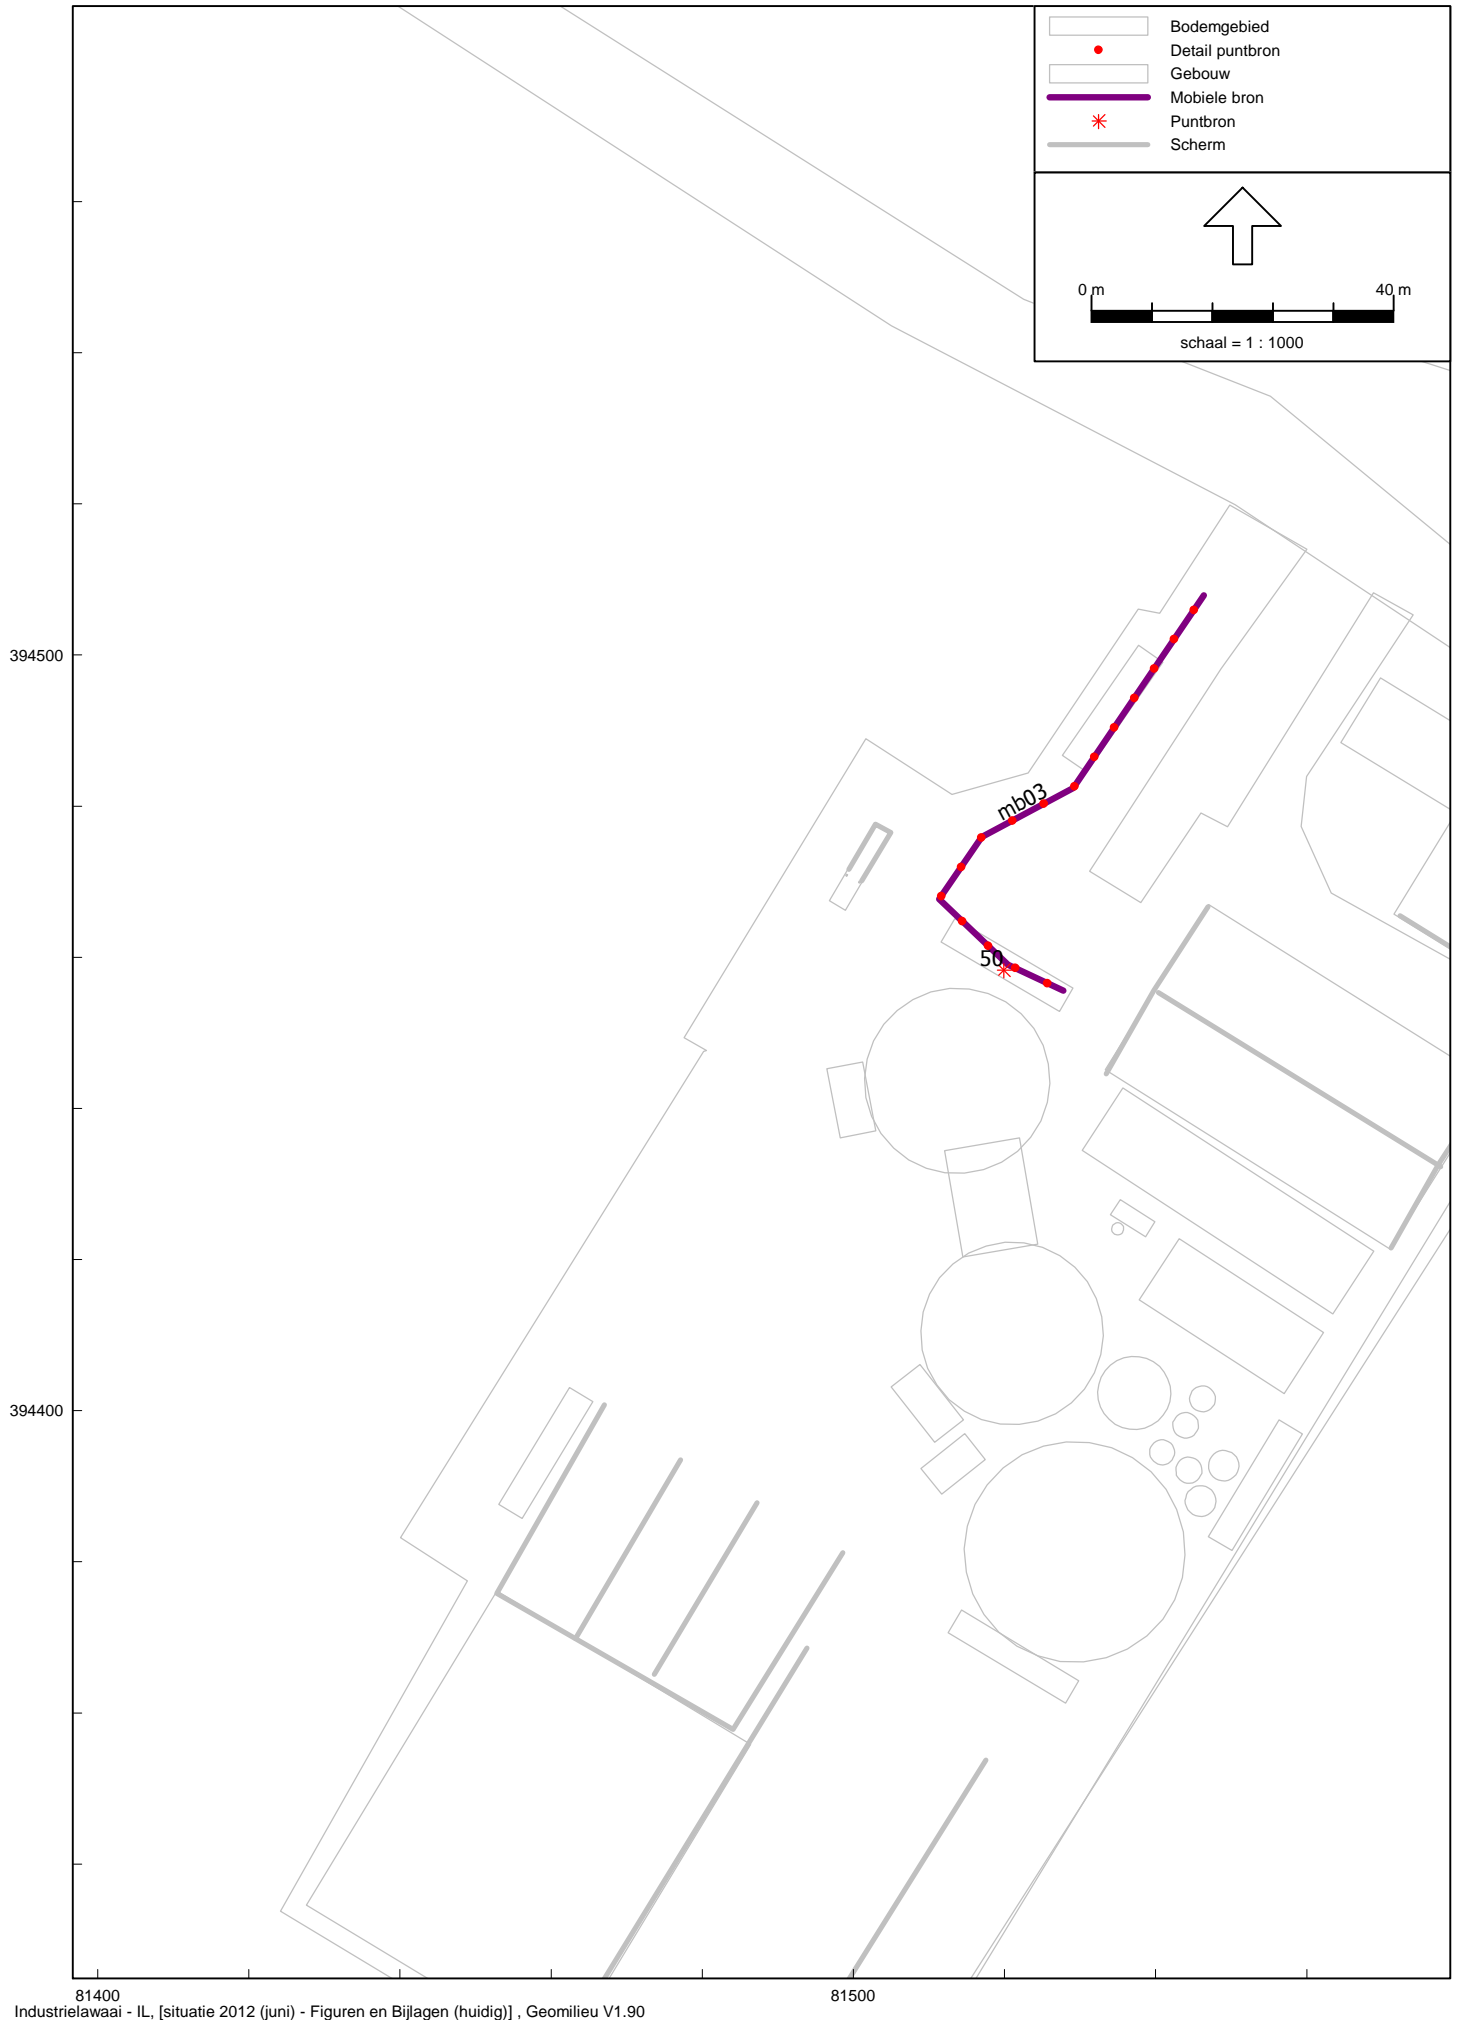 Bodemgebied
Detail puntbron
Gebouw
Mobiele bron
Puntbron
Scherm
0 m 40 m
schaal = 1 : 1000
394500
mb03
50
394400
81400 81500
Industrielawaai - IL, [situatie 2012 (juni) - Figuren en Bijlagen (huidig)] , Geomilieu V1.90